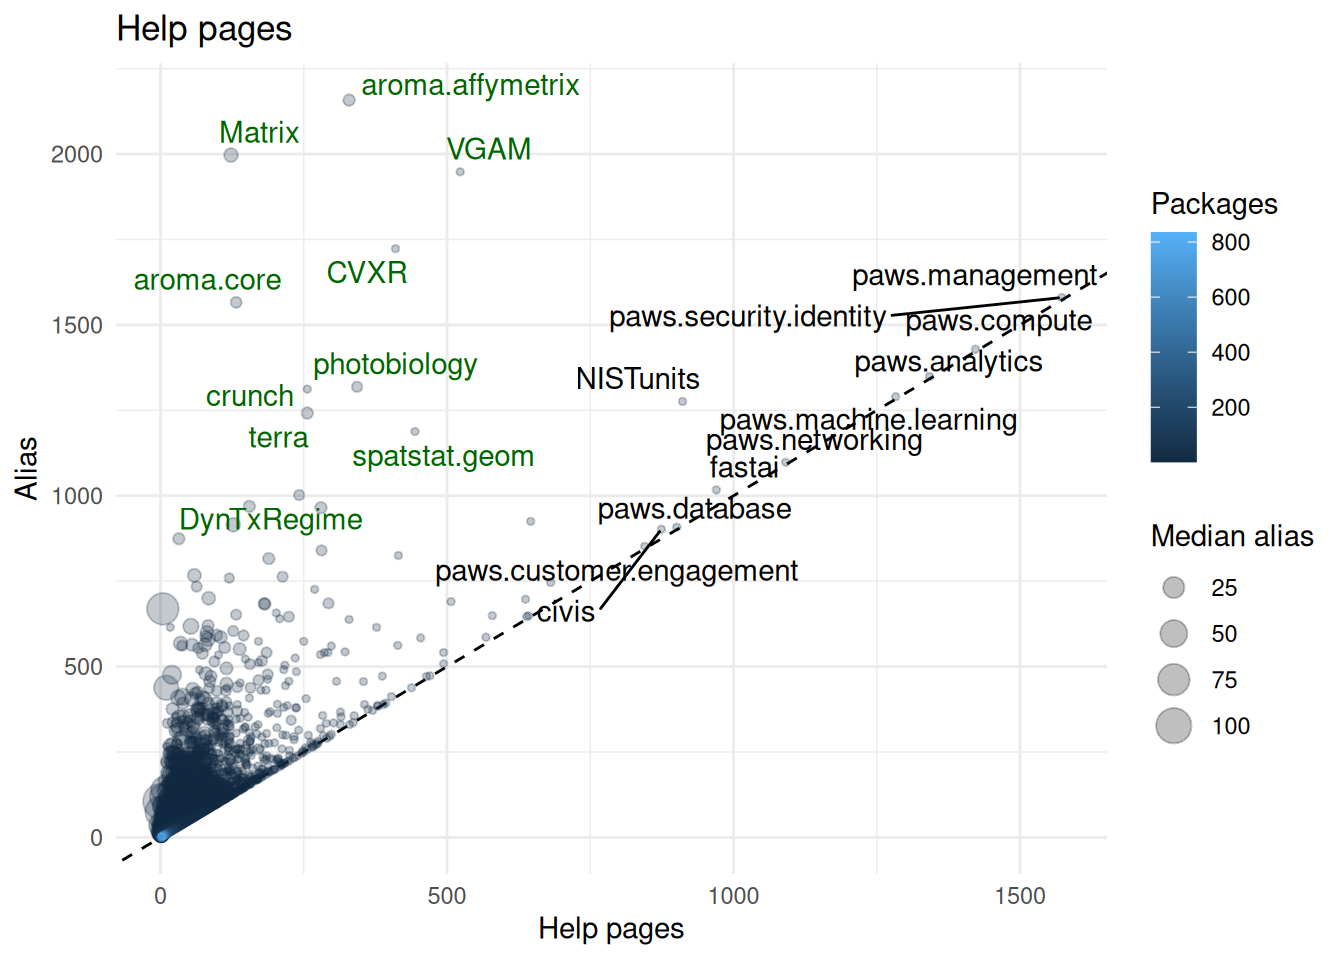 Help pages
aroma.affymetrix
Matrix
VGAM
CVXR
aroma.core
photobiology
crunch
terra
spatstat.geom
DynTxRegime
NISTunits
paws.management
paws.security.identity
paws.compute
paws.analytics
paws.machine.learning
paws.networking
fastai
paws.database
paws.customer.engagement
civis
Alias
2000
1500
1000
500
0
0
500
1000
1500
Help pages
Packages
800
600
400
200
Median alias
25
50
75
100